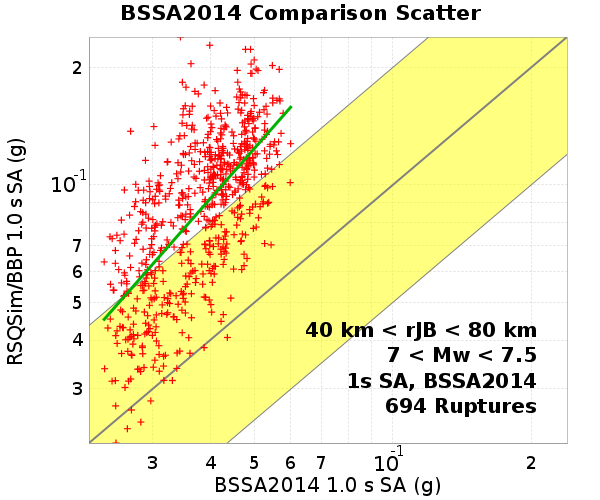 BSSA2014 Comparison Scatter
RSQSim/BBP 1.0 s SA (g)
2
10-1
7
6
5
4
3
40 km < rJB < 80 km
7 < Mw < 7.5
1s SA, BSSA2014
694 Ruptures
3 4 5 6 7 10-1 2
BSSA2014 1.0 s SA (g)